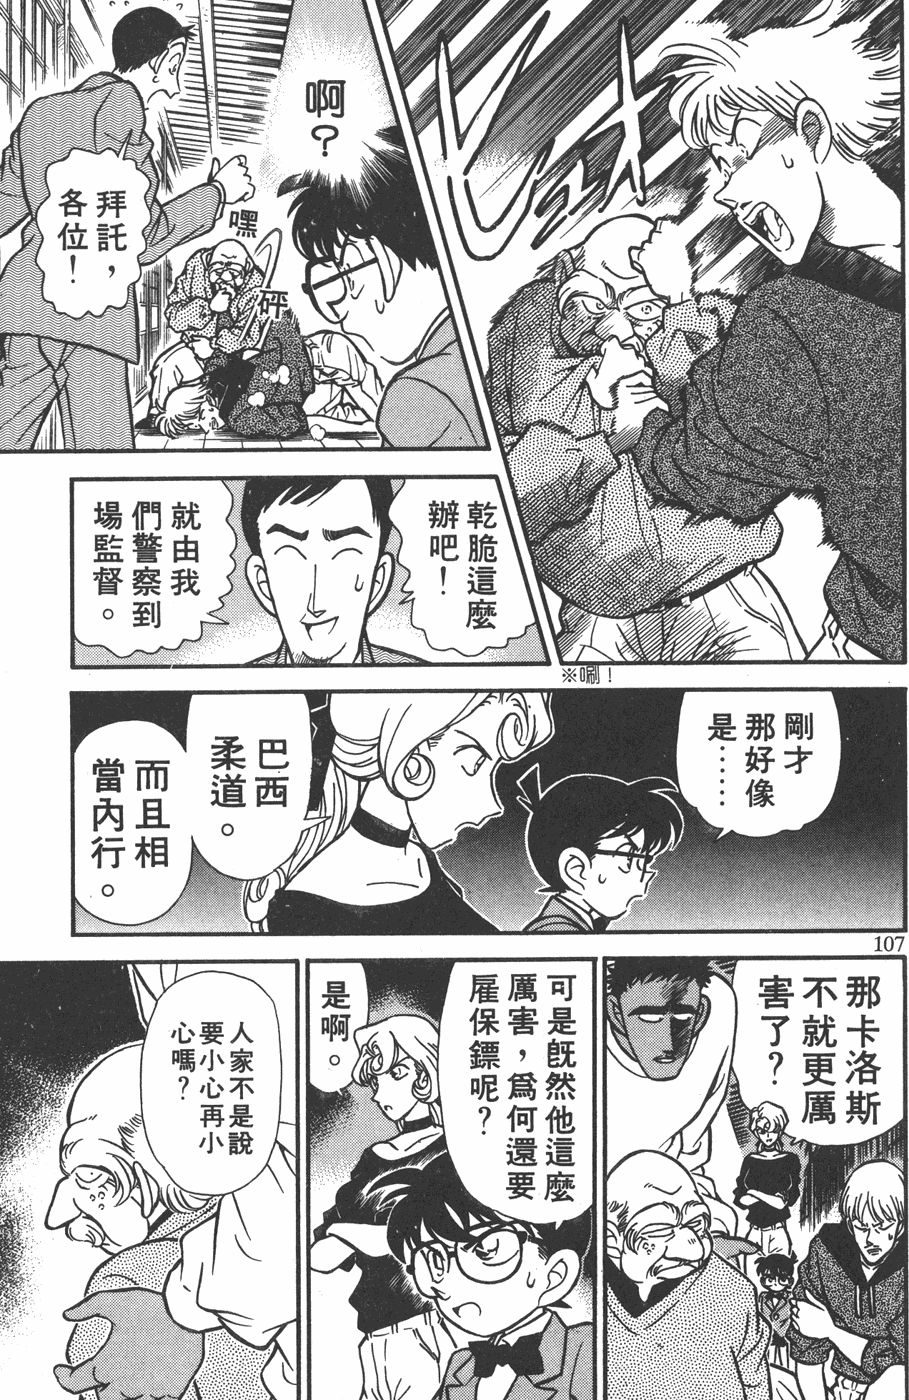 ビュオ
※唰！
啊？
嘿
砰
拜託，
各位！
乾脆這麼
辦吧！
就由我
們警察到
場監督。
剛才
那好像
是……
巴西
柔道。
而且相
當內行。
107
那卡洛斯
不就更厲
害了？
可是旣然他這麼
厲害，爲何還要
雇保鏢呢？
是啊。
人家不是說
要小心再小
心嗎？